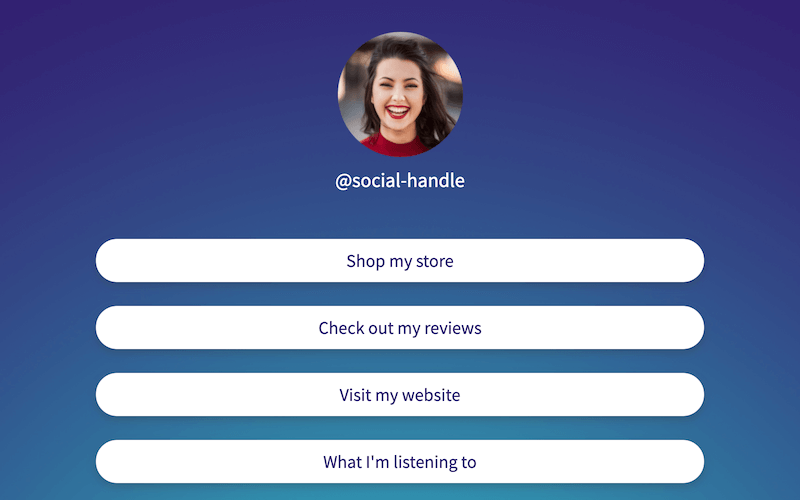 @social-handle
Shop my store
Check out my reviews
Visit my website
What I'm listening to